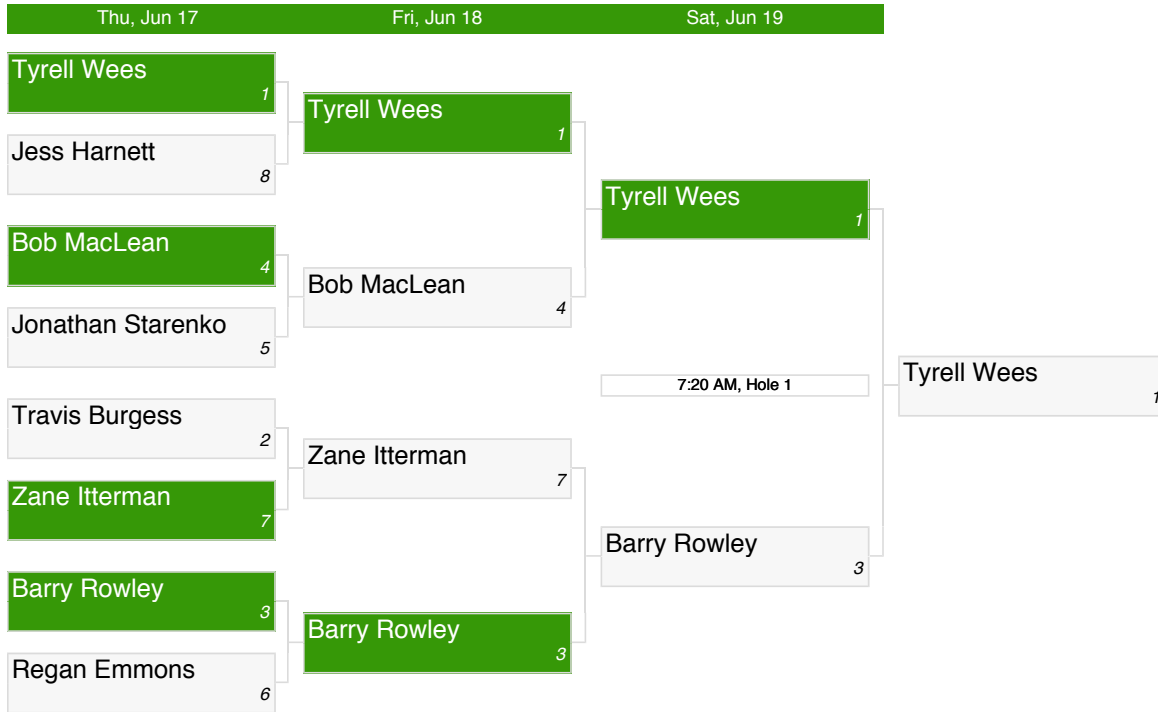 Thu, Jun 17
Fri, Jun 18
Sat, Jun 19
Tyrell Wees
1
Jess Harnett
8
Bob MacLean
4
Jonathan Starenko
5
Travis Burgess
2
Zane Itterman
7
Barry Rowley
3
Regan Emmons
6
Tyrell Wees
1
Bob MacLean
4
Zane Itterman
7
Barry Rowley
3
Tyrell Wees
1
7:20 AM, Hole 1
Barry Rowley
3
Tyrell Wees
1